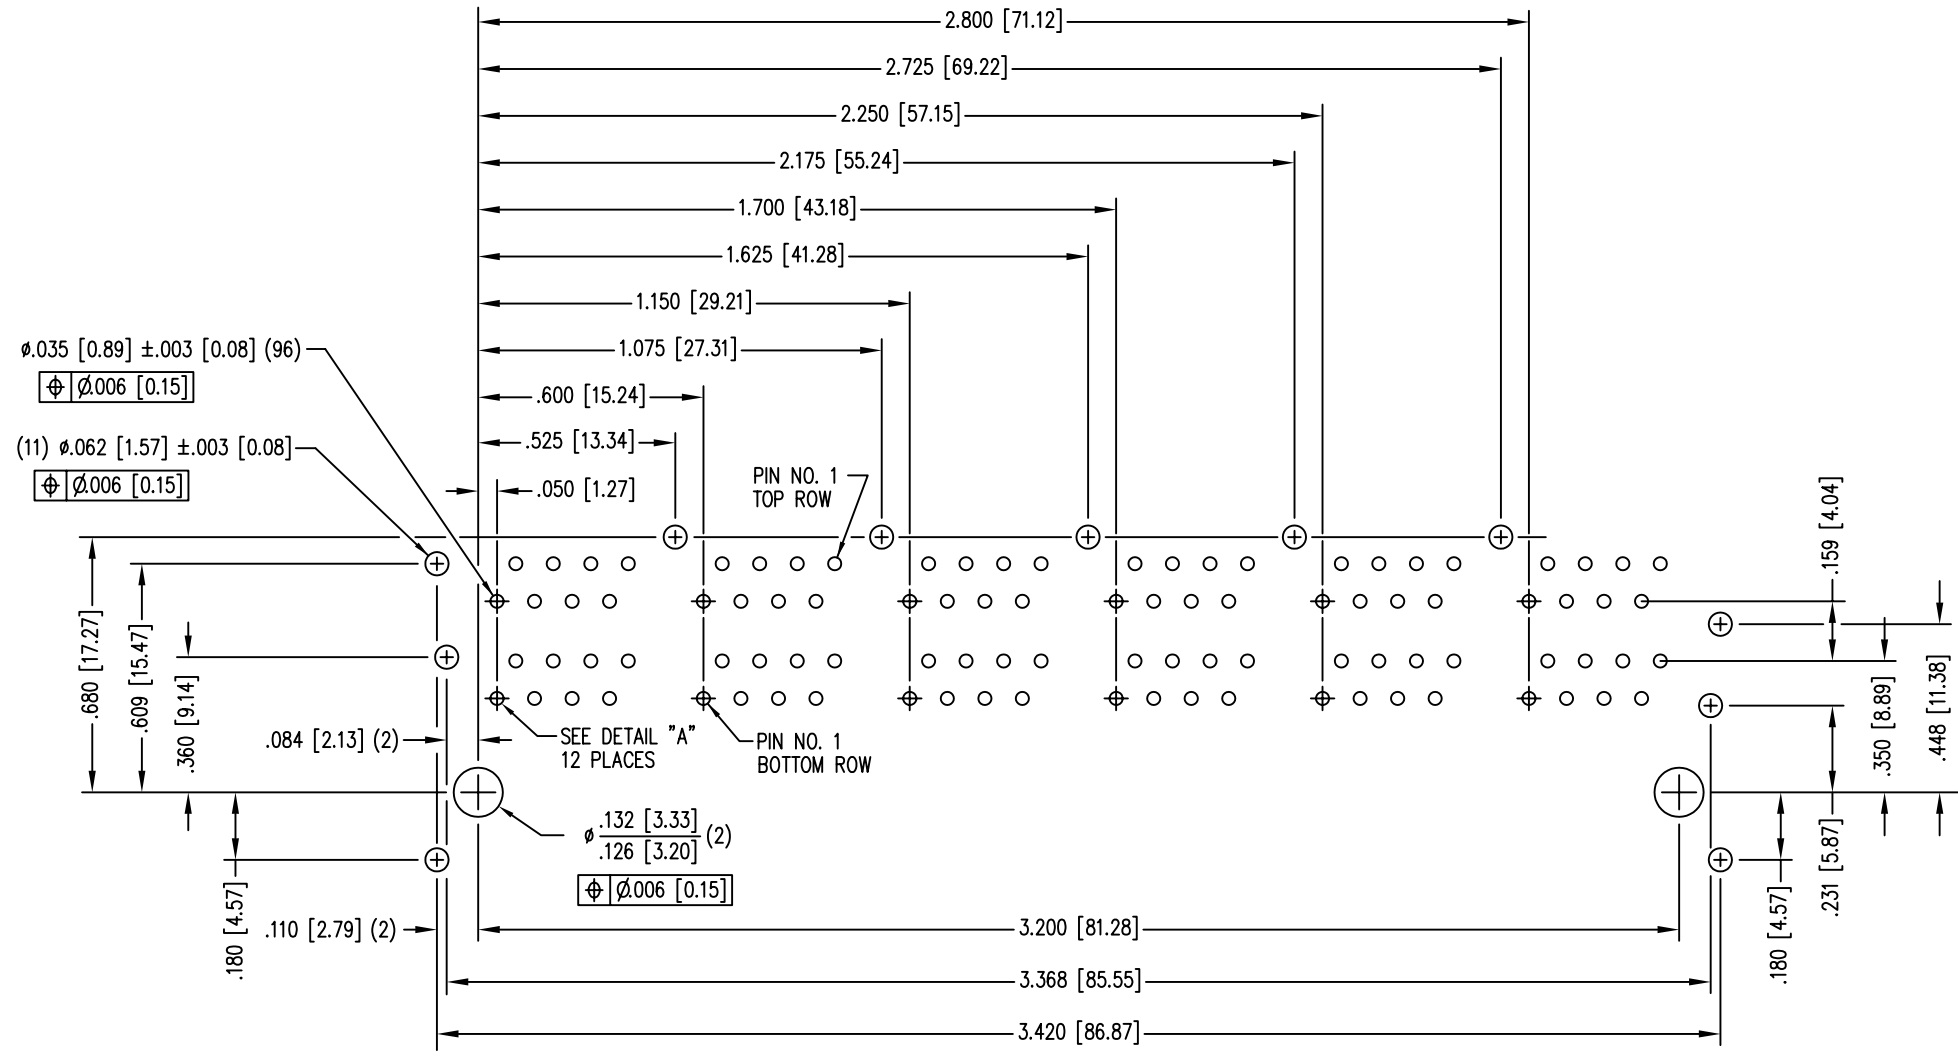 2.800 [71.12]
2.725 [69.22]
2.250 [57.15]
2.175 [55.24]
1.700 [43.18]
1.625 [41.28]
1.150 [29.21]
ø.035 [0.89] ±.003 [0.08] (96)
1.075 [27.31]
⌖ Ø.006 [0.15]
.600 [15.24]
(11) ø.062 [1.57] ±.003 [0.08]
.525 [13.34]
⌖ Ø.006 [0.15]
.050 [1.27]
PIN NO. 1
TOP ROW
.159 [4.04]
.680 [17.27]
.609 [15.47]
.360 [9.14]
.084 [2.13] (2)
SEE DETAIL "A"
12 PLACES
PIN NO. 1
BOTTOM ROW
.350 [8.89]
.448 [11.38]
ø .132 [3.33] (2)
.126 [3.20]
⌖ Ø.006 [0.15]
.231 [5.87]
.180 [4.57]
.180 [4.57]
.110 [2.79] (2)
3.200 [81.28]
3.368 [85.55]
3.420 [86.87]